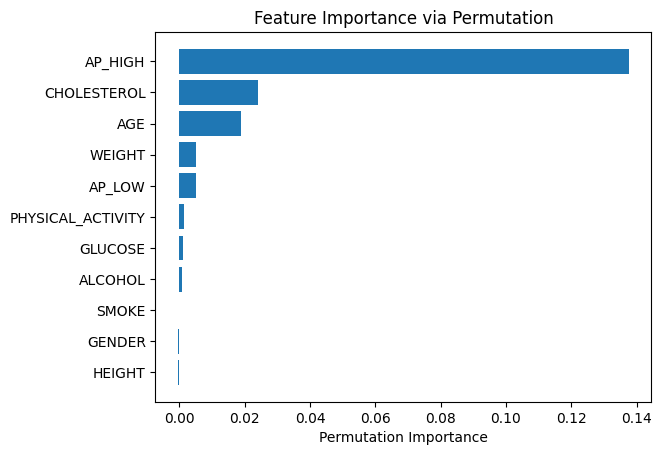 Feature Importance via Permutation
AP_HIGH
CHOLESTEROL
AGE
WEIGHT
AP_LOW
PHYSICAL_ACTIVITY
GLUCOSE
ALCOHOL
SMOKE
GENDER
HEIGHT
0.00 0.02 0.04 0.06 0.08 0.10 0.12 0.14
Permutation Importance